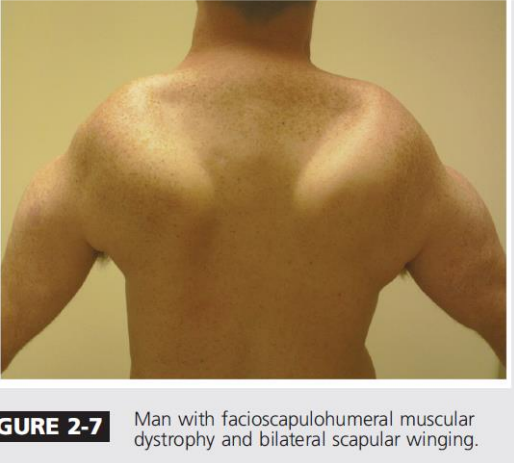 GURE 2-7
Man with facioscapulohumeral muscular
dystrophy and bilateral scapular winging.